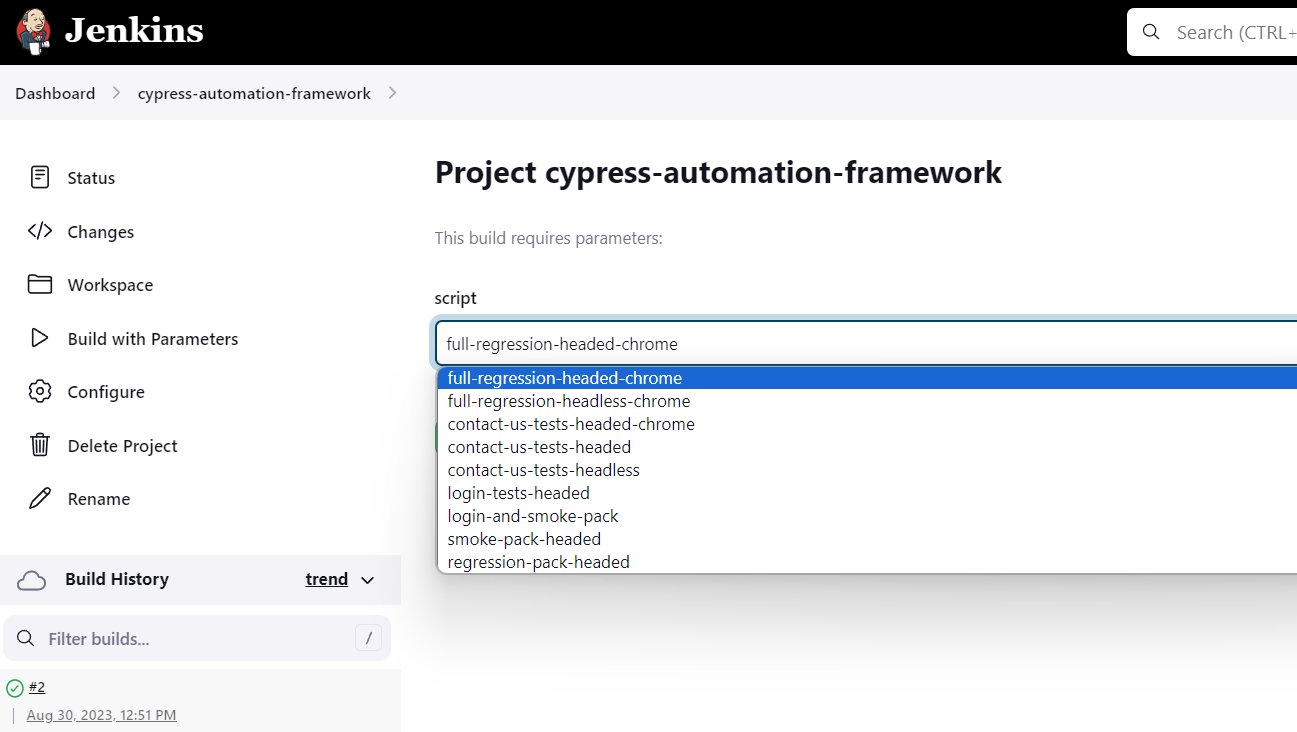 Jenkins
Search (CTRL+
Dashboard
cypress-automation-framework
Status
Changes
Workspace
Build with Parameters
Configure
Delete Project
Rename
Build History
trend
Filter builds...
/
#2
Aug 30, 2023, 12:51 PM
Project cypress-automation-framework
This build requires parameters:
script
full-regression-headed-chrome
full-regression-headed-chrome
full-regression-headless-chrome
contact-us-tests-headed-chrome
contact-us-tests-headed
contact-us-tests-headless
login-tests-headed
login-and-smoke-pack
smoke-pack-headed
regression-pack-headed